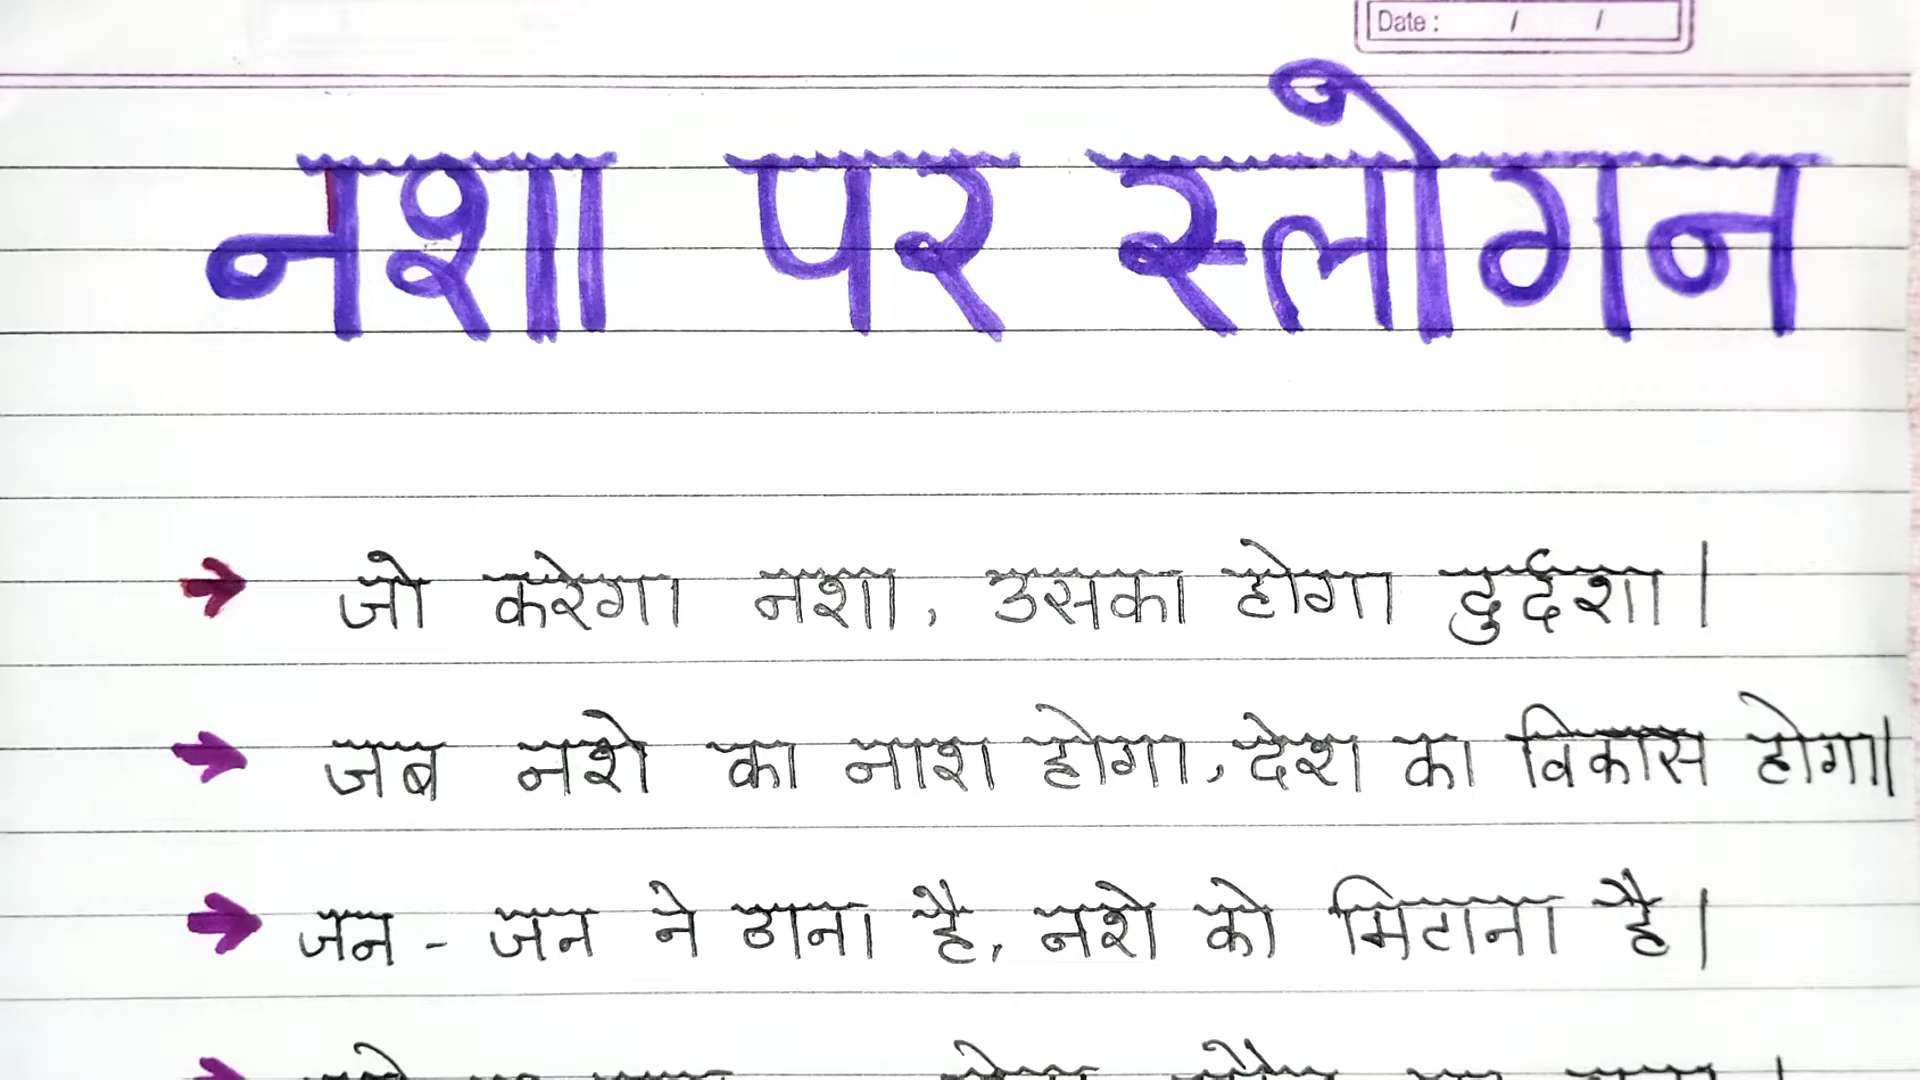 Date : / /
नशा पर स्लोगन
→ जो करेगा नशा, उसका होगा दुर्दशा।
→ जब नशे का नाश होगा, देश का विकास होगा।
→ जन - जन ने ठाना है, नशे को मिटाना है।